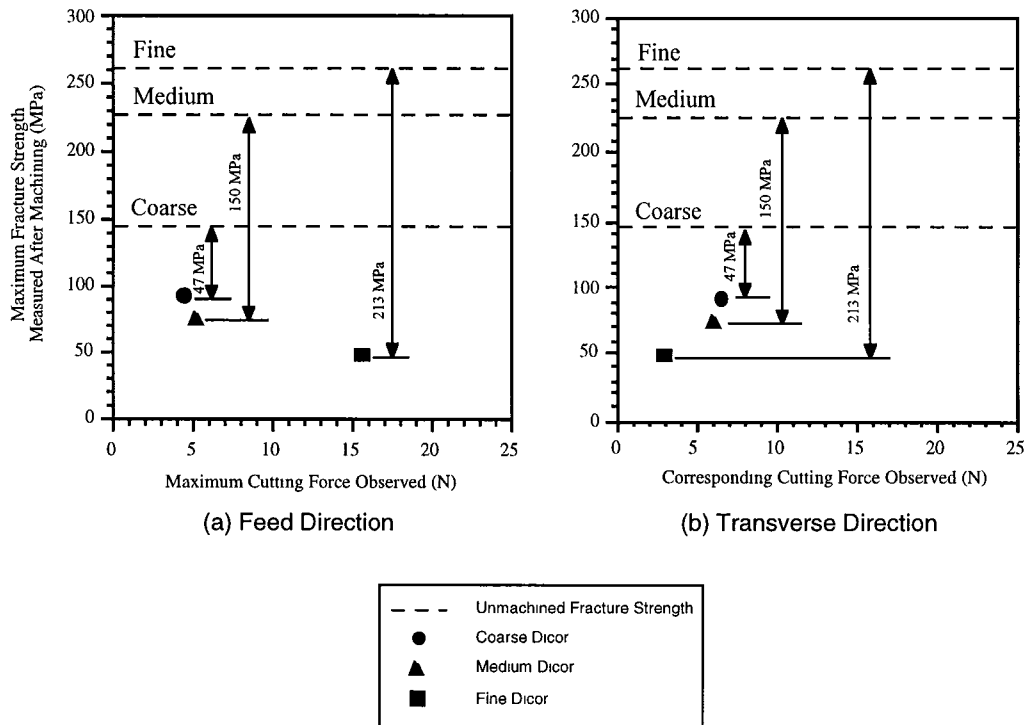 Maximum Fracture Strength
Measured After Machining (MPa)
300
250
200
150
100
50
0
Fine
Medium
Coarse
47 MPa
150 MPa
213 MPa
0
5
10
15
20
25
Maximum Cutting Force Observed (N)
(a) Feed Direction
300
250
200
150
100
50
0
Fine
Medium
Coarse
47 MPa
150 MPa
213 MPa
0
5
10
15
20
25
Corresponding Cutting Force Observed (N)
(b) Transverse Direction
Unmachined Fracture Strength
Coarse Dicor
Medium Dicor
Fine Dicor